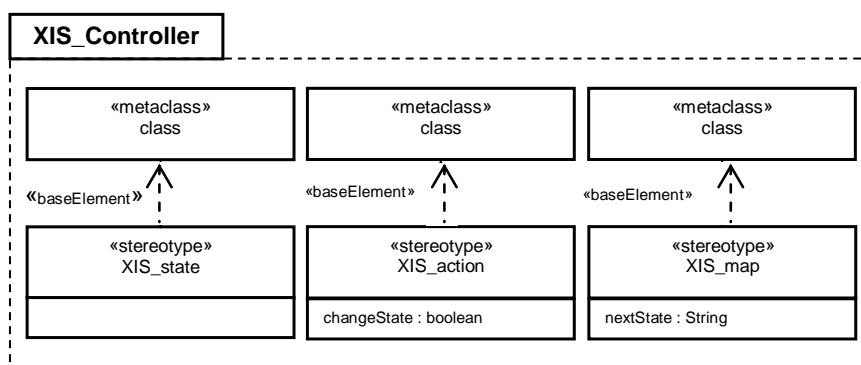 XIS_Controller
«metaclass»
class
«metaclass»
class
«metaclass»
class
«baseElement»
«baseElement»
«baseElement»
«stereotype»
XIS_state
«stereotype»
XIS_action
«stereotype»
XIS_map
changeState : boolean
nextState : String